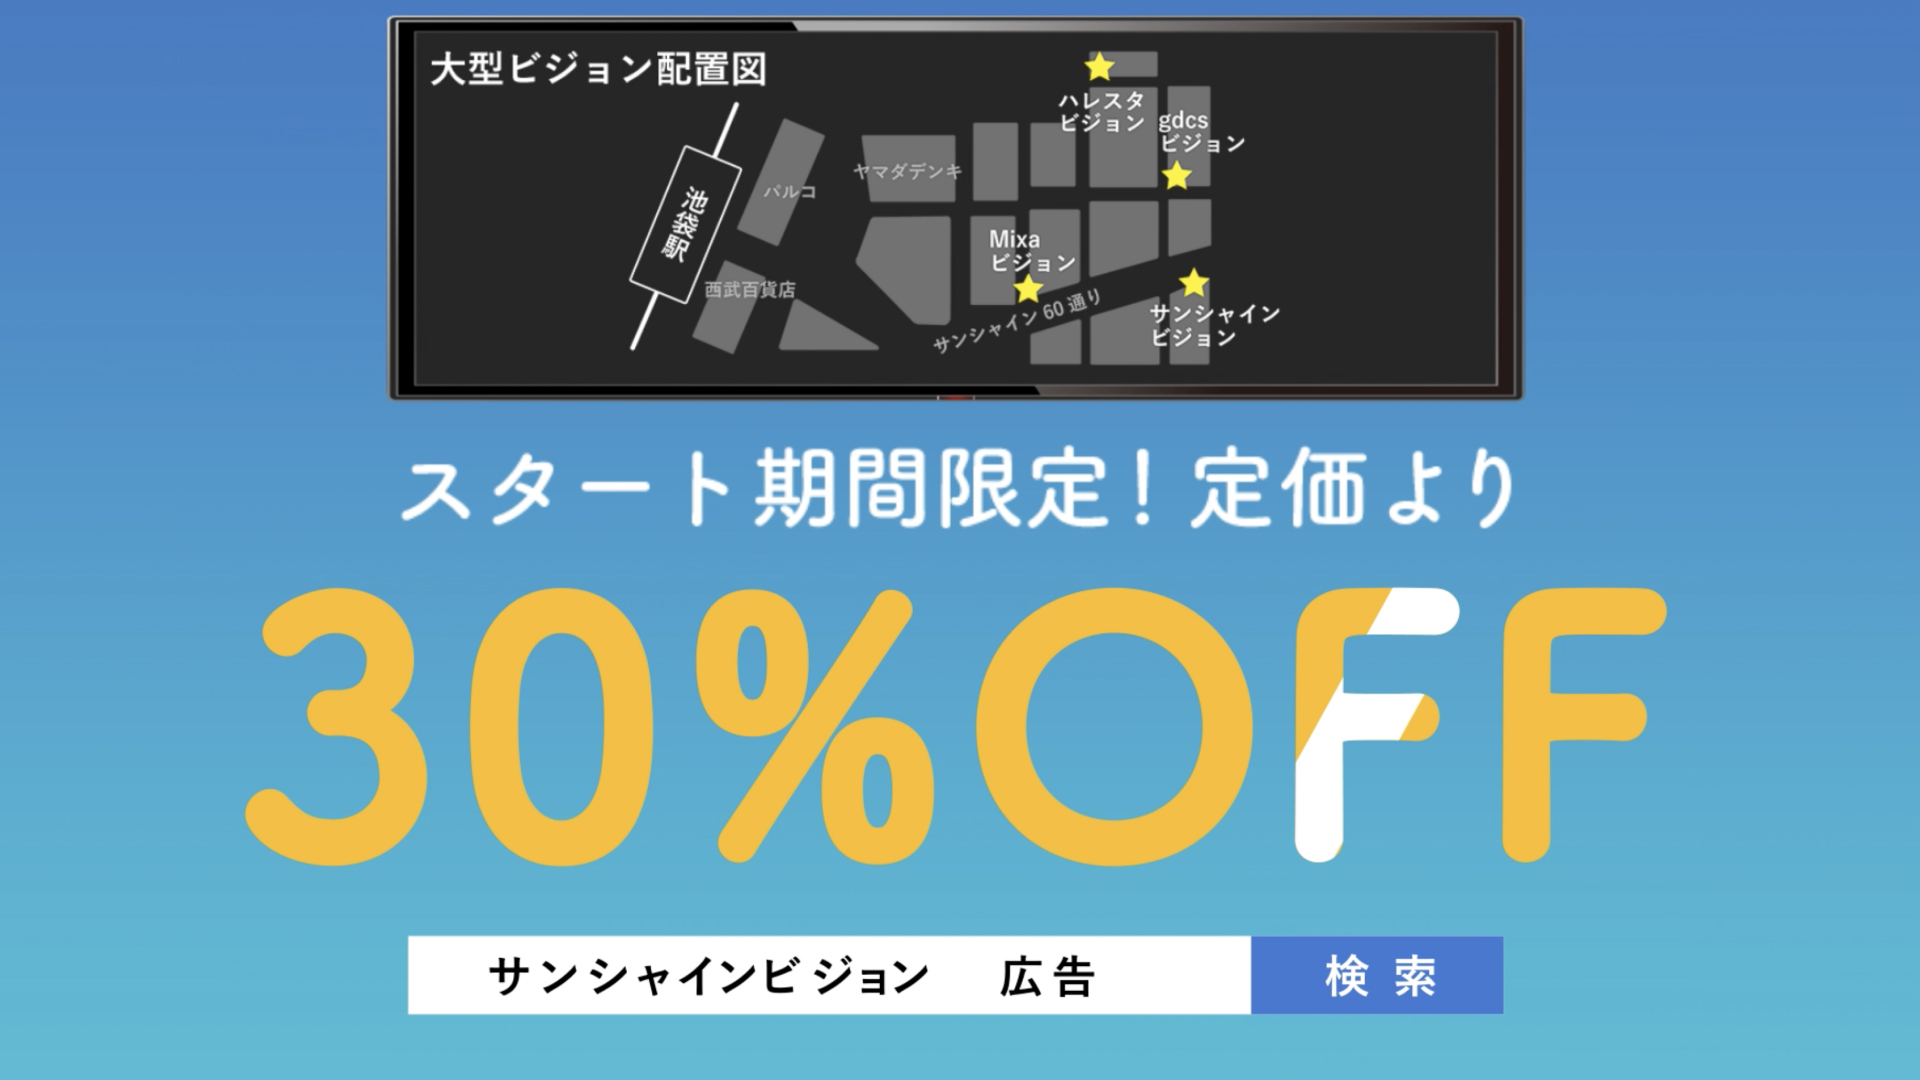 大型ビジョン配置図
ハレスタ
ビジョン
gdcs
ビジョン
ヤマダデンキ
パルコ
池袋駅
Mixa
ビジョン
西武百貨店
サンシャイン60通り
サンシャイン
ビジョン
スタート期間限定!定価より
30%OFF
サンシャインビジョン 広告
検索